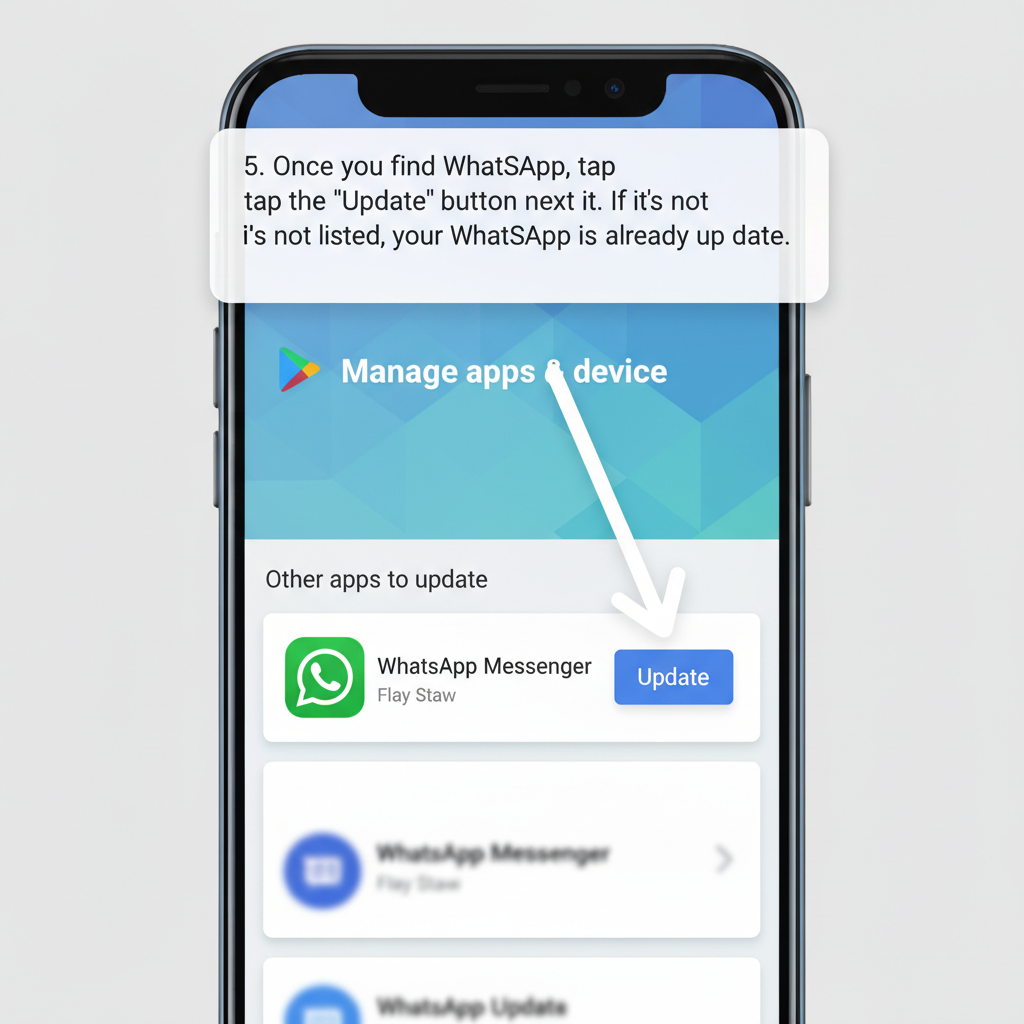 5. Once you find WhatSApp, tap
tap the "Update" button next it. If it's not
i's not listed, your WhatSApp is already up date.
Manage apps & device
Other apps to update
WhatsApp Messenger
Flay Staw
Update
WhatsApp Messenger
Flay Staw
WhatsApp Update